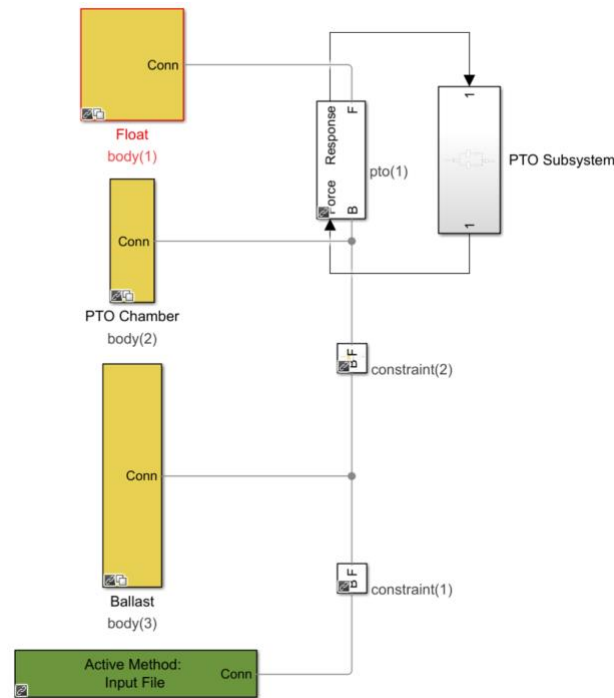 Conn
Float
body(1)
Response
F
Force
B
pto(1)
1
1
PTO Subsystem
Conn
PTO Chamber
body(2)
F
B
constraint(2)
Conn
Ballast
body(3)
F
B
constraint(1)
Active Method:
Input File
Conn